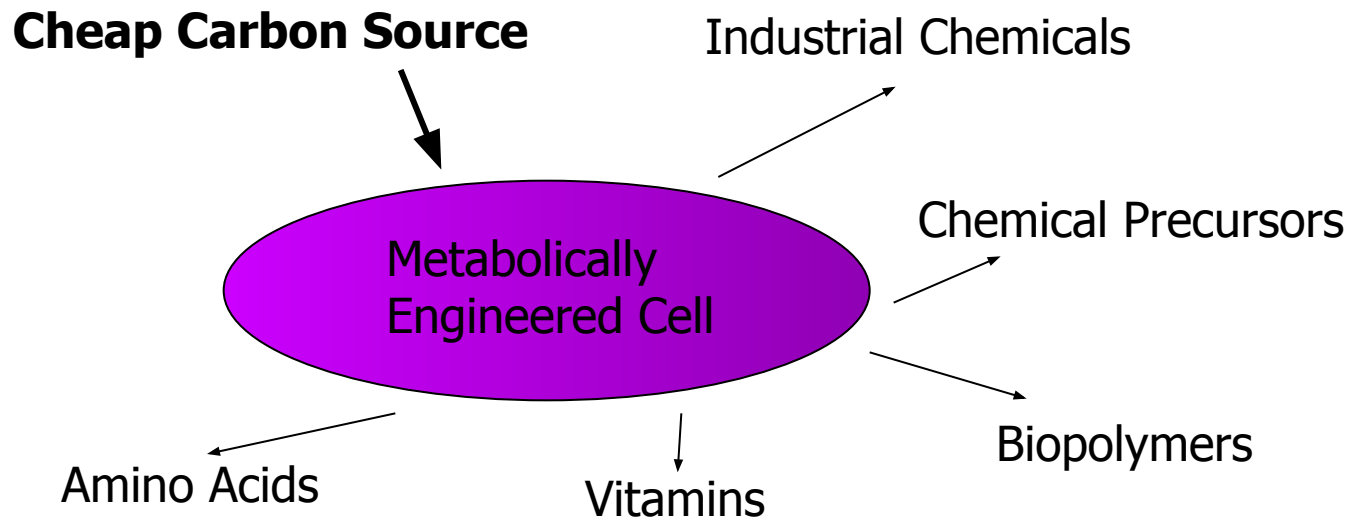 Cheap Carbon Source
Industrial Chemicals
Chemical Precursors
Metabolically
Engineered Cell
Biopolymers
Amino Acids
Vitamins